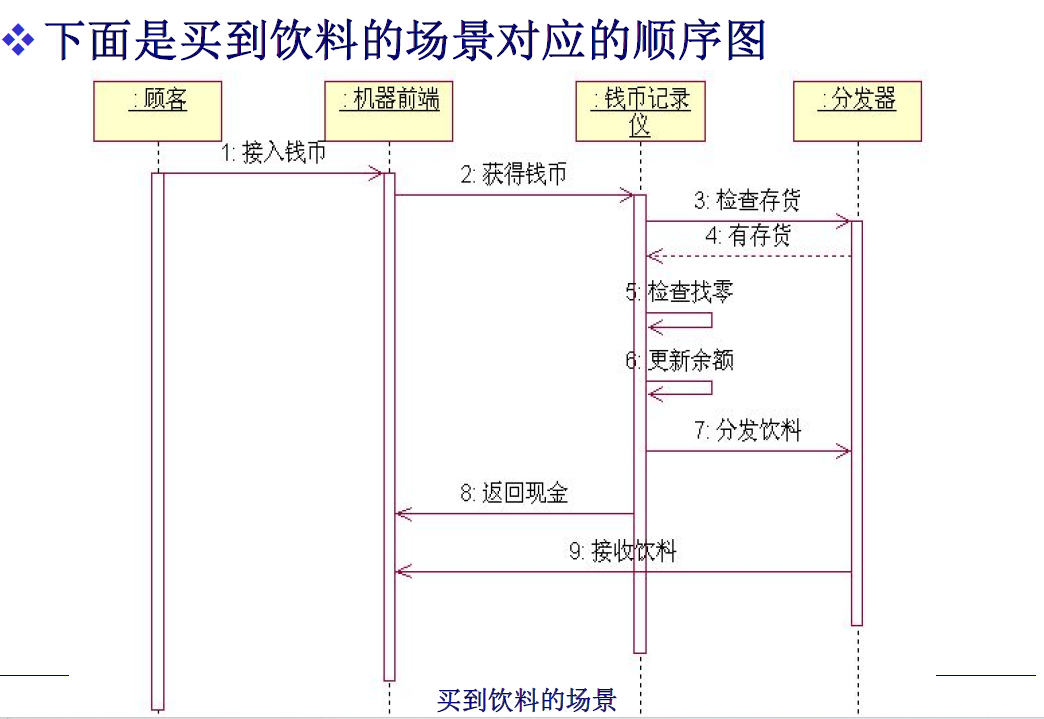 下面是买到饮料的场景对应的顺序图
: 顾客
: 机器前端
: 钱币记录
仪
: 分发器
1: 接入钱币
2: 获得钱币
3: 检查存货
4: 有存货
5: 检查找零
6: 更新余额
7: 分发饮料
8: 返回现金
9: 接收饮料
买到饮料的场景